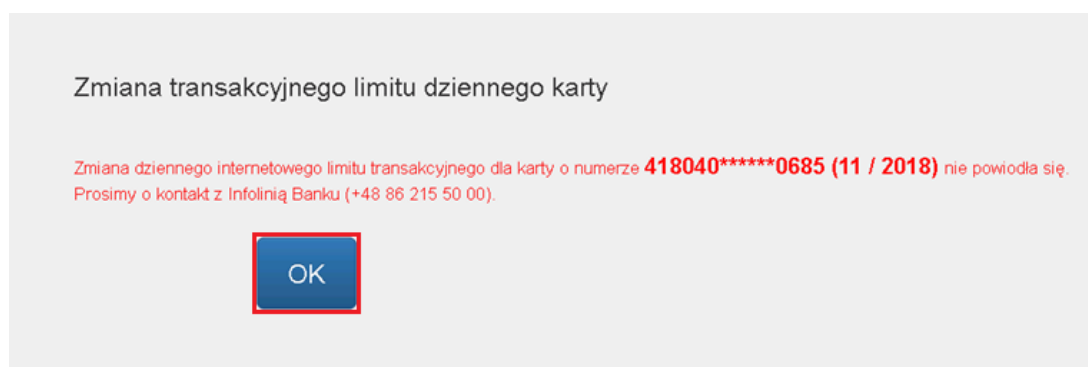 Zmiana transakcyjnego limitu dziennego karty
Zmiana dziennego internetowego limitu transakcyjnego dla karty o numerze 418040******0685 (11 / 2018) nie powiodła się.
Prosimy o kontakt z Infolinią Banku (+48 86 215 50 00).
OK